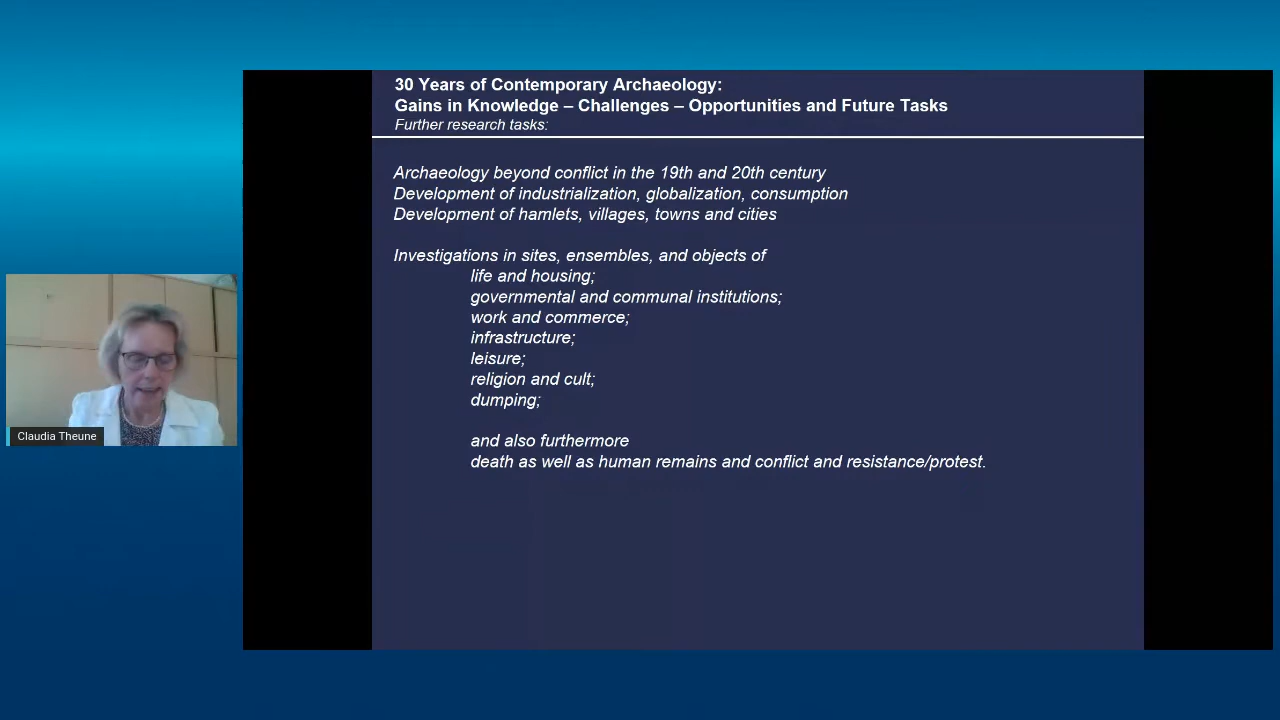 30 Years of Contemporary Archaeology:
Gains in Knowledge – Challenges – Opportunities and Future Tasks
Further research tasks:
Archaeology beyond conflict in the 19th and 20th century
Development of industrialization, globalization, consumption
Development of hamlets, villages, towns and cities
Investigations in sites, ensembles, and objects of
life and housing;
governmental and communal institutions;
work and commerce;
infrastructure;
leisure;
religion and cult;
dumping;
and also furthermore
death as well as human remains and conflict and resistance/protest.
Claudia Theune